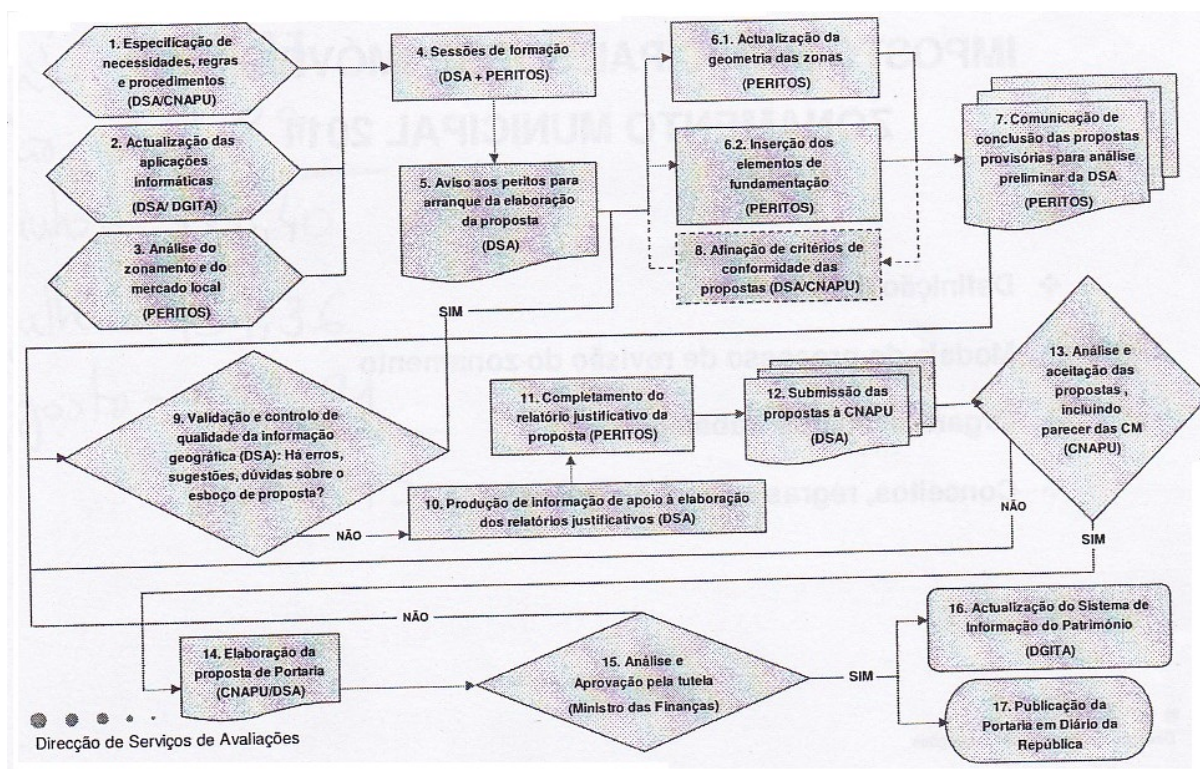 1. Especificação de
necessidades, regras
e procedimentos
(DSA/CNAPU)
2. Actualização das
aplicações
informáticas
(DSA/ DGITA)
3. Análise do
zonamento e do
mercado local
(PERITOS)
4. Sessões de formação
(DSA + PERITOS)
5. Aviso aos peritos para
arranque da elaboração
da proposta
(DSA)
6.1. Actualização da
geometria das zonas
(PERITOS)
6.2. Inserção dos
elementos de
fundamentação
(PERITOS)
7. Comunicação de
conclusão das propostas
provisórias para análise
preliminar da DSA
(PERITOS)
8. Afinação de critérios de
conformidade das
propostas (DSA/CNAPU)
SIM
9. Validação e controlo de
qualidade da informação
geográfica (DSA): Há erros,
sugestões, dúvidas sobre o
esboço de proposta?
NÃO
10. Produção de informação de apoio à elaboração
dos relatórios justificativos (DSA)
11. Completamento do
relatório justificativo da
proposta (PERITOS)
12. Submissão das
propostas à CNAPU
(DSA)
13. Análise e
aceitação das
propostas ,
incluindo
parecer das CM
(CNAPU)
NÃO
SIM
14. Elaboração da
proposta de Portaria
(CNAPU/DSA)
NÃO
15. Análise e
Aprovação pela tutela
(Ministro das Finanças)
SIM
16. Actualização do Sistema de
Informação do Património
(DGITA)
17. Publicação da
Portaria em Diário da
República
Direcção de Serviços de Avaliações